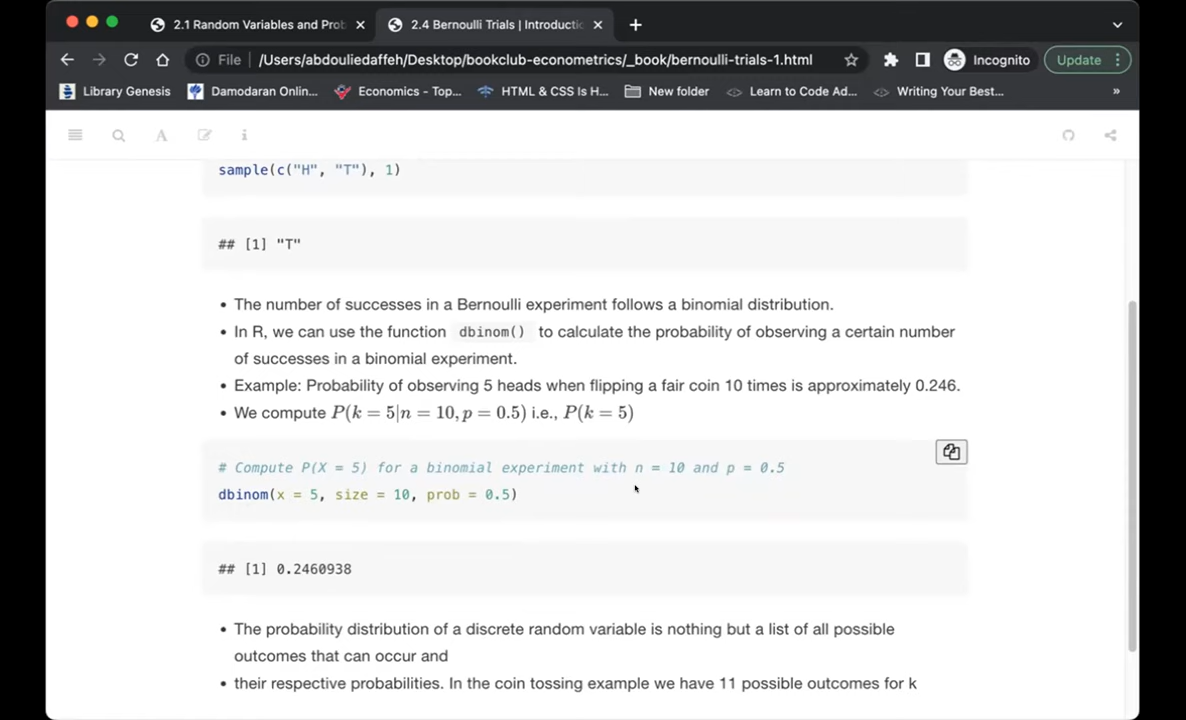 2.1 Random Variables and Prob
2.4 Bernoulli Trials | Introductic
File
/Users/abdouliedaffeh/Desktop/bookclub-econometrics/_book/bernoulli-trials-1.html
Incognito
Update
Library Genesis
Damodaran Onlin...
Economics - Top...
HTML & CSS Is H...
New folder
Learn to Code Ad...
Writing Your Best...
»
A
i
sample(c("H", "T"), 1)
## [1] "T"
• The number of successes in a Bernoulli experiment follows a binomial distribution.
• In R, we can use the function dbinom() to calculate the probability of observing a certain number
of successes in a binomial experiment.
• Example: Probability of observing 5 heads when flipping a fair coin 10 times is approximately 0.246.
• We compute P(k = 5|n = 10, p = 0.5) i.e., P(k = 5)
# Compute P(X = 5) for a binomial experiment with n = 10 and p = 0.5
dbinom(x = 5, size = 10, prob = 0.5)
## [1] 0.2460938
• The probability distribution of a discrete random variable is nothing but a list of all possible
outcomes that can occur and
• their respective probabilities. In the coin tossing example we have 11 possible outcomes for k